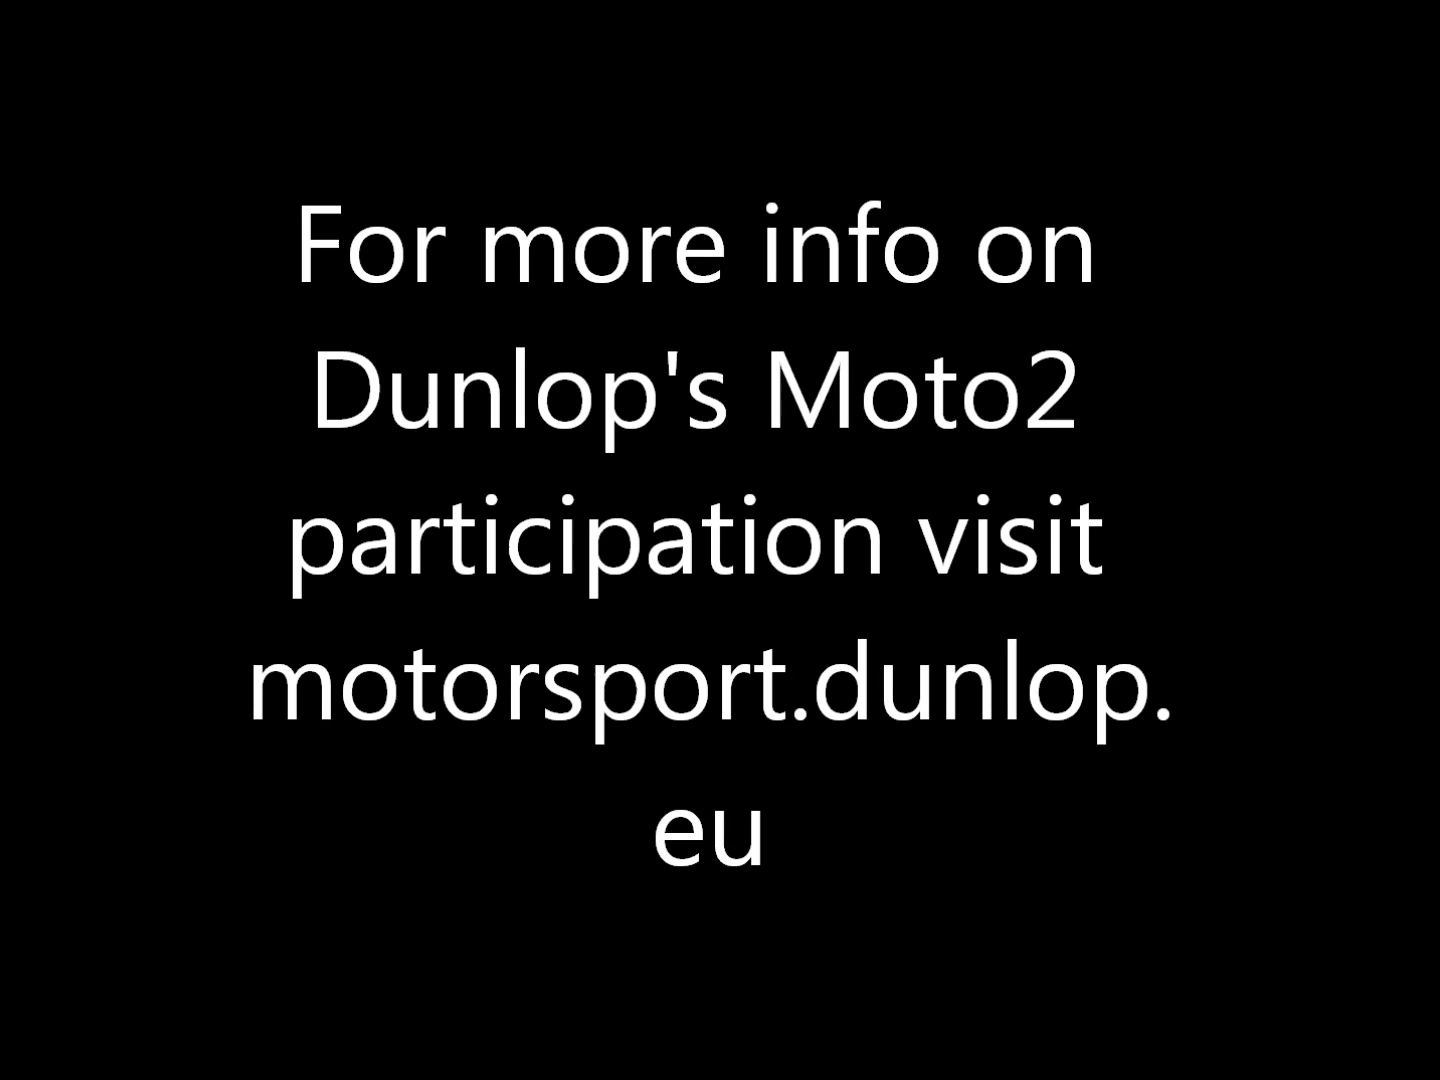 For more info on
Dunlop's Moto2
participation visit
motorsport.dunlop.
eu